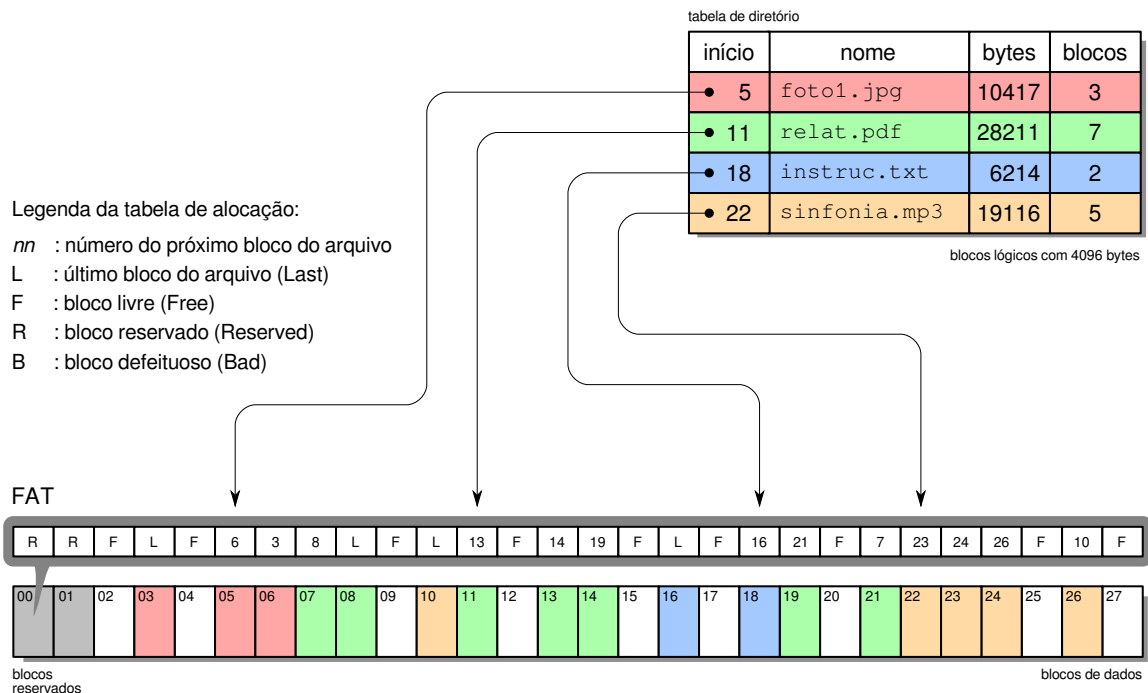 tabela de diretório
início nome bytes blocos
5 foto1.jpg 10417 3
11 relat.pdf 28211 7
18 instruc.txt 6214 2
22 sinfonia.mp3 19116 5
blocos lógicos com 4096 bytes
Legenda da tabela de alocação:
nn : número do próximo bloco do arquivo
L : último bloco do arquivo (Last)
F : bloco livre (Free)
R : bloco reservado (Reserved)
B : bloco defeituoso (Bad)
FAT
R R F L F 6 3 8 L F L 13 F 14 19 F L F 16 21 F 7 23 24 26 F 10 F
00 01 02 03 04 05 06 07 08 09 10 11 12 13 14 15 16 17 18 19 20 21 22 23 24 25 26 27
blocos
reservados
blocos de dados